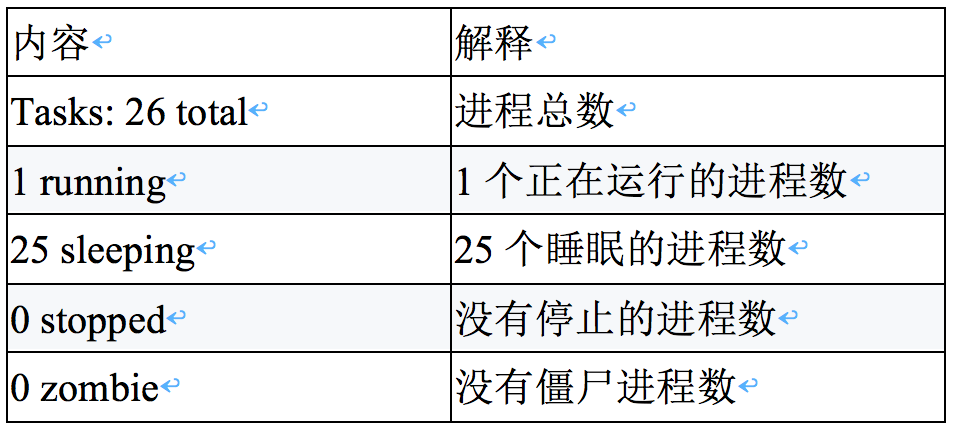 内容 解释
Tasks: 26 total 进程总数
1 running 1 个正在运行的进程数
25 sleeping 25 个睡眠的进程数
0 stopped 没有停止的进程数
0 zombie 没有僵尸进程数